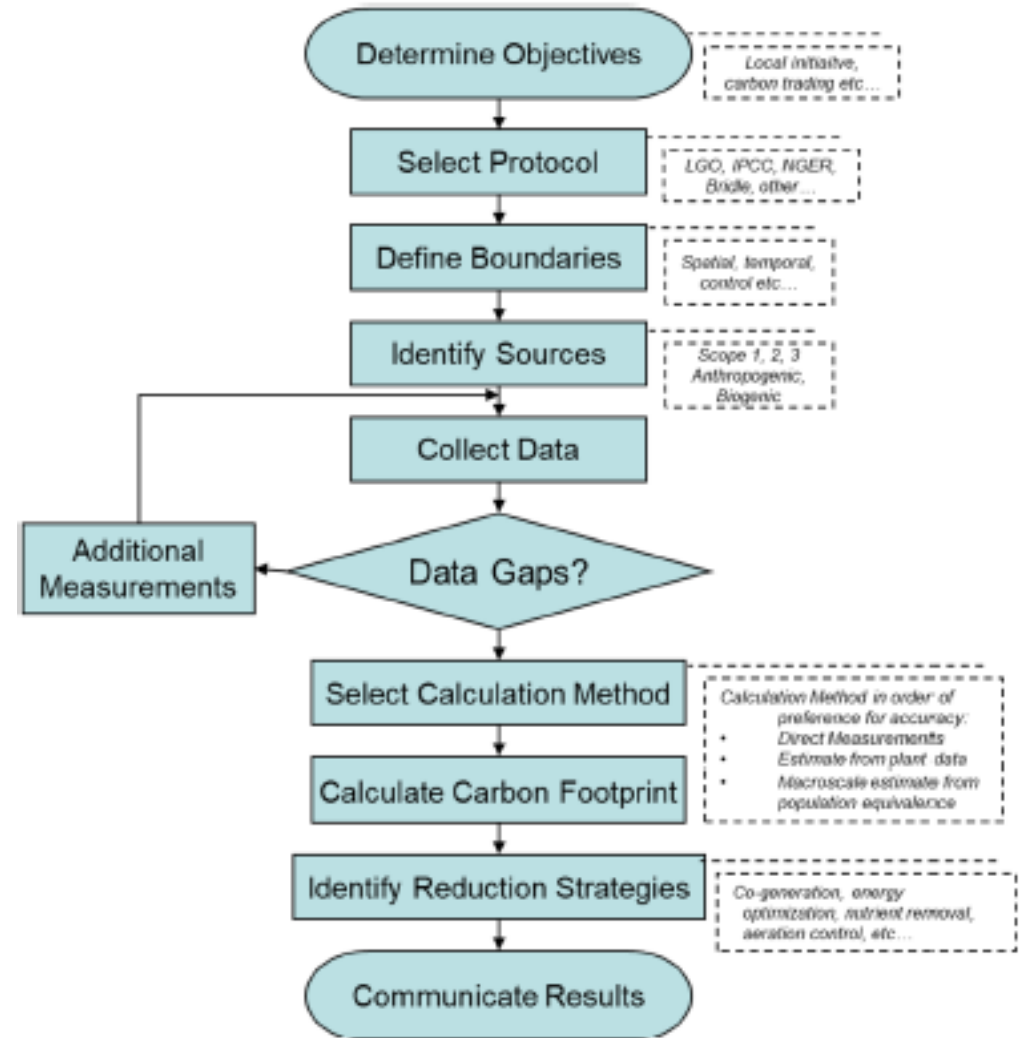 Determine Objectives
Local initiaitve,
carbon trading etc…
Select Protocol
LGO, IPCC, NGER,
Bridle, other…
Define Boundaries
Spatial, temporal,
control etc…
Identify Sources
Scope 1, 2, 3
Anthropogenic,
Biogenic
Collect Data
Data Gaps?
Additional
Measurements
Select Calculation Method
Calculation Method in order of
preference for accuracy:
• Direct Measurements
• Estimate from plant data
• Macroscale estimate from
population equivalence
Calculate Carbon Footprint
Identify Reduction Strategies
Co-generation, energy
optimization, nutrient removal,
aeration control, etc…
Communicate Results